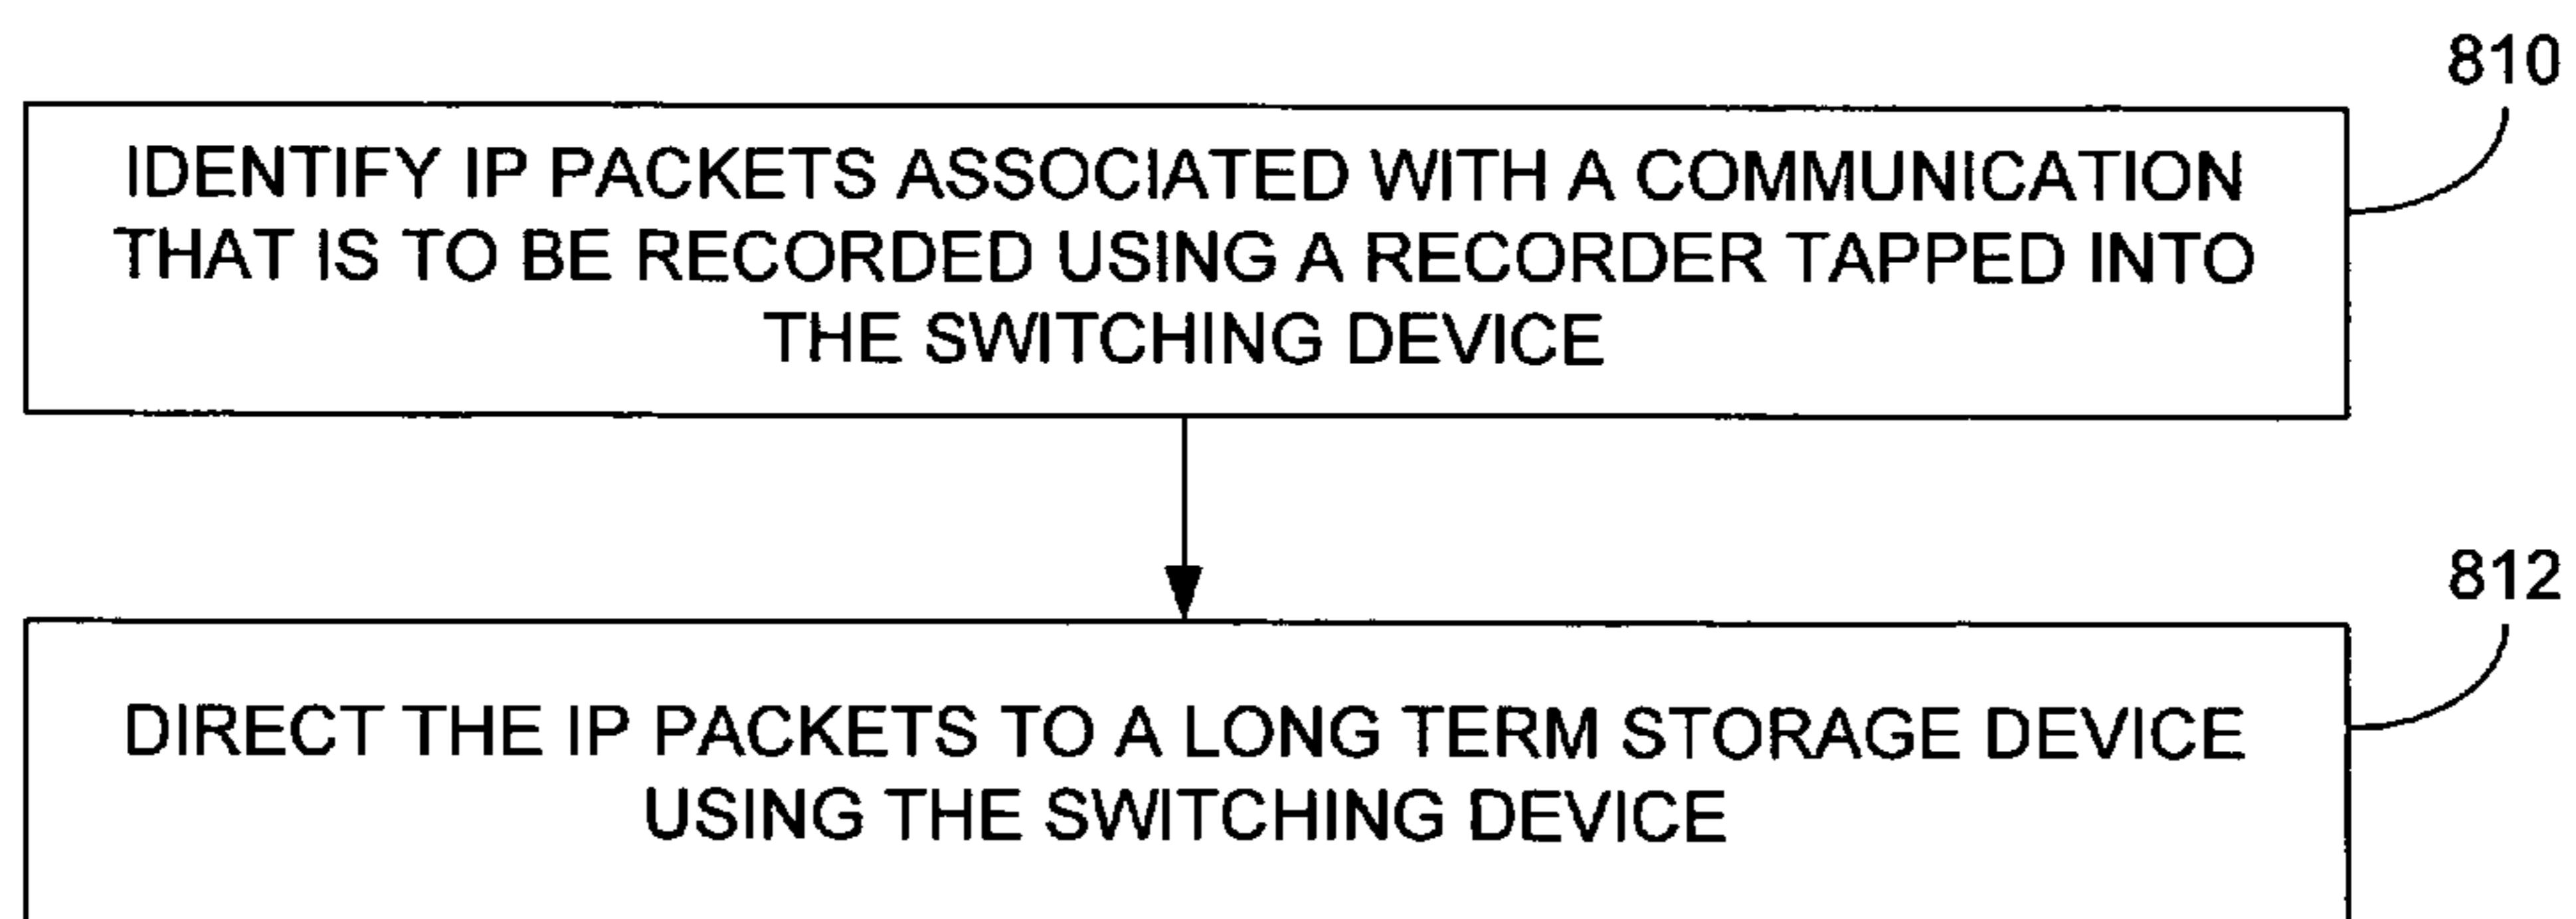 810
IDENTIFY IP PACKETS ASSOCIATED WITH A COMMUNICATION
THAT IS TO BE RECORDED USING A RECORDER TAPPED INTO
THE SWITCHING DEVICE
812
DIRECT THE IP PACKETS TO A LONG TERM STORAGE DEVICE
USING THE SWITCHING DEVICE